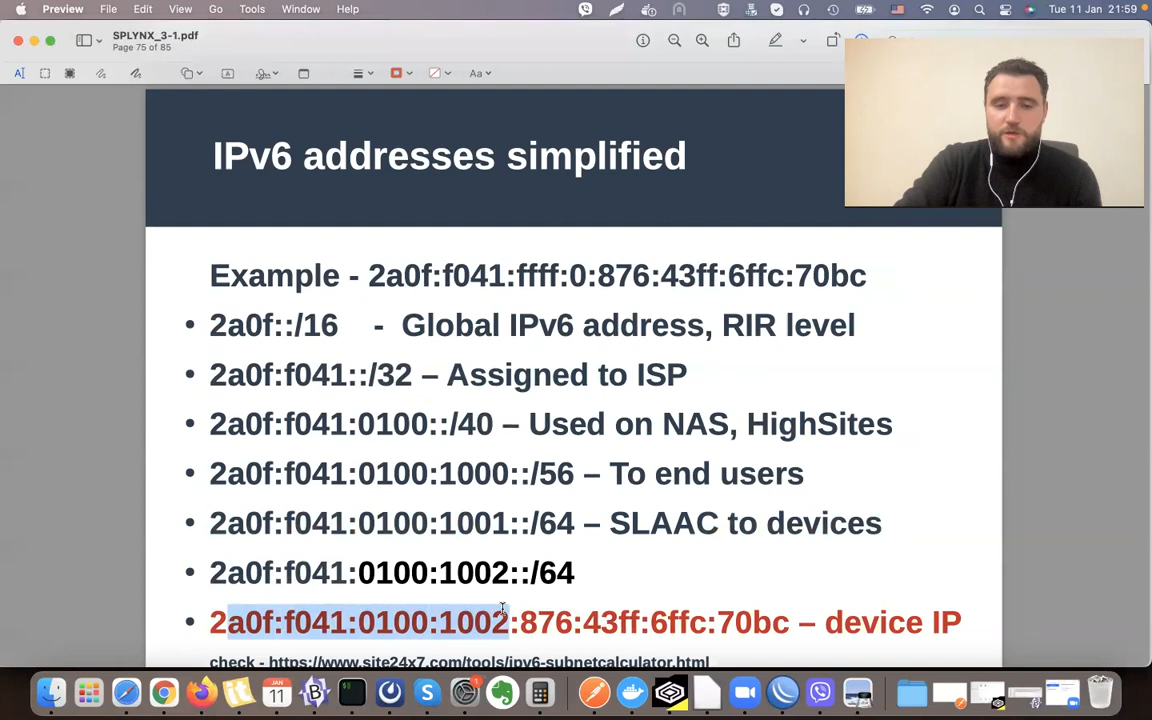 Preview File Edit View Go Tools Window Help Tue 11 Jan 21:59
SPLYNX_3-1.pdf
Page 75 of 85
Aa
IPv6 addresses simplified
Example - 2a0f:f041:ffff:0:876:43ff:6ffc:70bc
• 2a0f::/16 - Global IPv6 address, RIR level
• 2a0f:f041::/32 – Assigned to ISP
• 2a0f:f041:0100::/40 – Used on NAS, HighSites
• 2a0f:f041:0100:1000::/56 – To end users
• 2a0f:f041:0100:1001::/64 – SLAAC to devices
• 2a0f:f041:0100:1002::/64
• 2a0f:f041:0100:1002:876:43ff:6ffc:70bc – device IP
check - https://www.site24x7.com/tools/ipv6-subnetcalculator.html
JAN
11
1